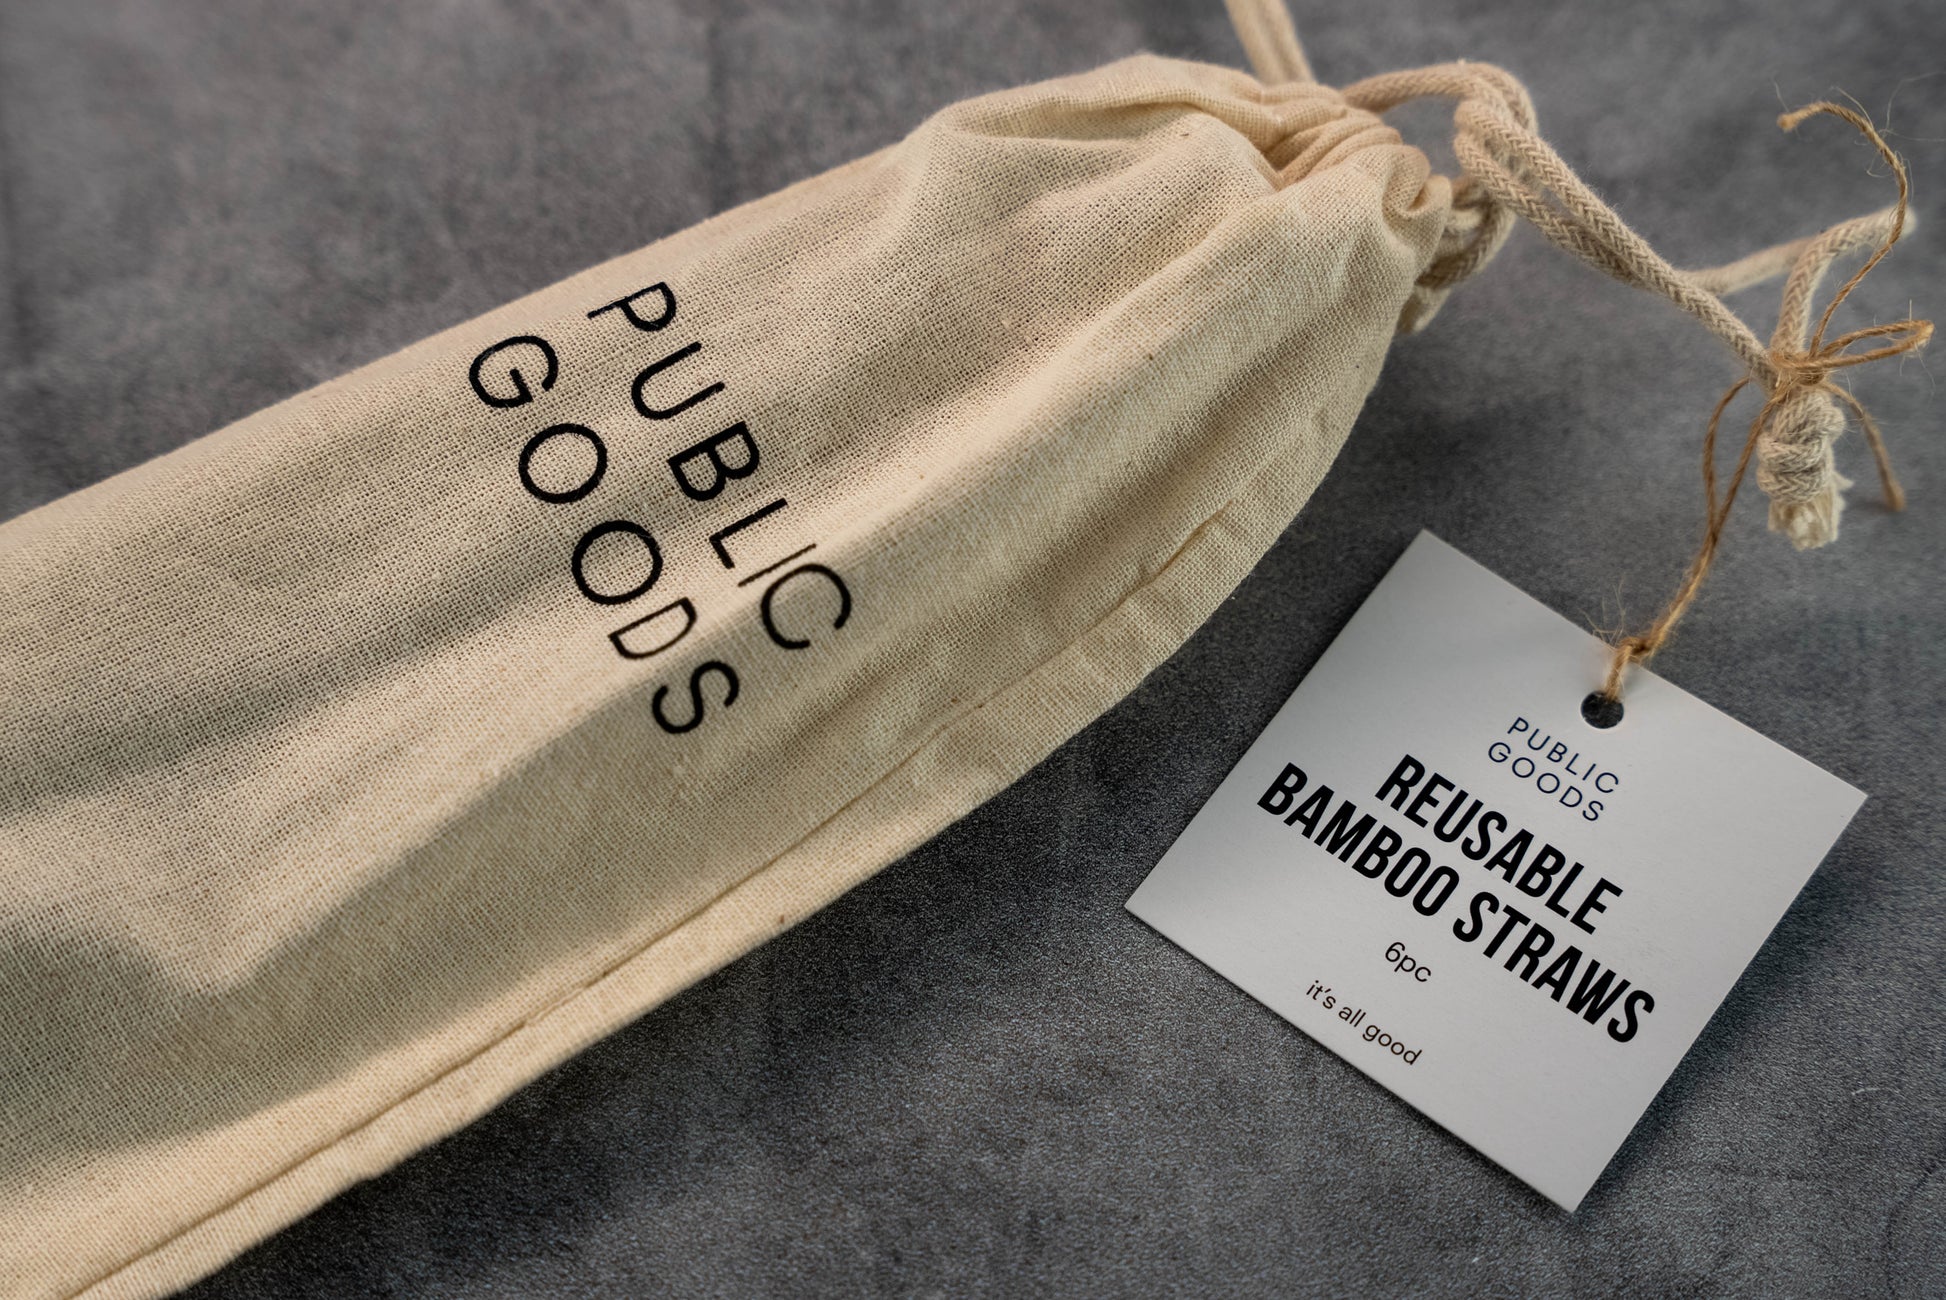 PUBLIC
GOODS
PUBLIC
GOODS
REUSABLE
BAMBOO STRAWS
6pc
it's all good